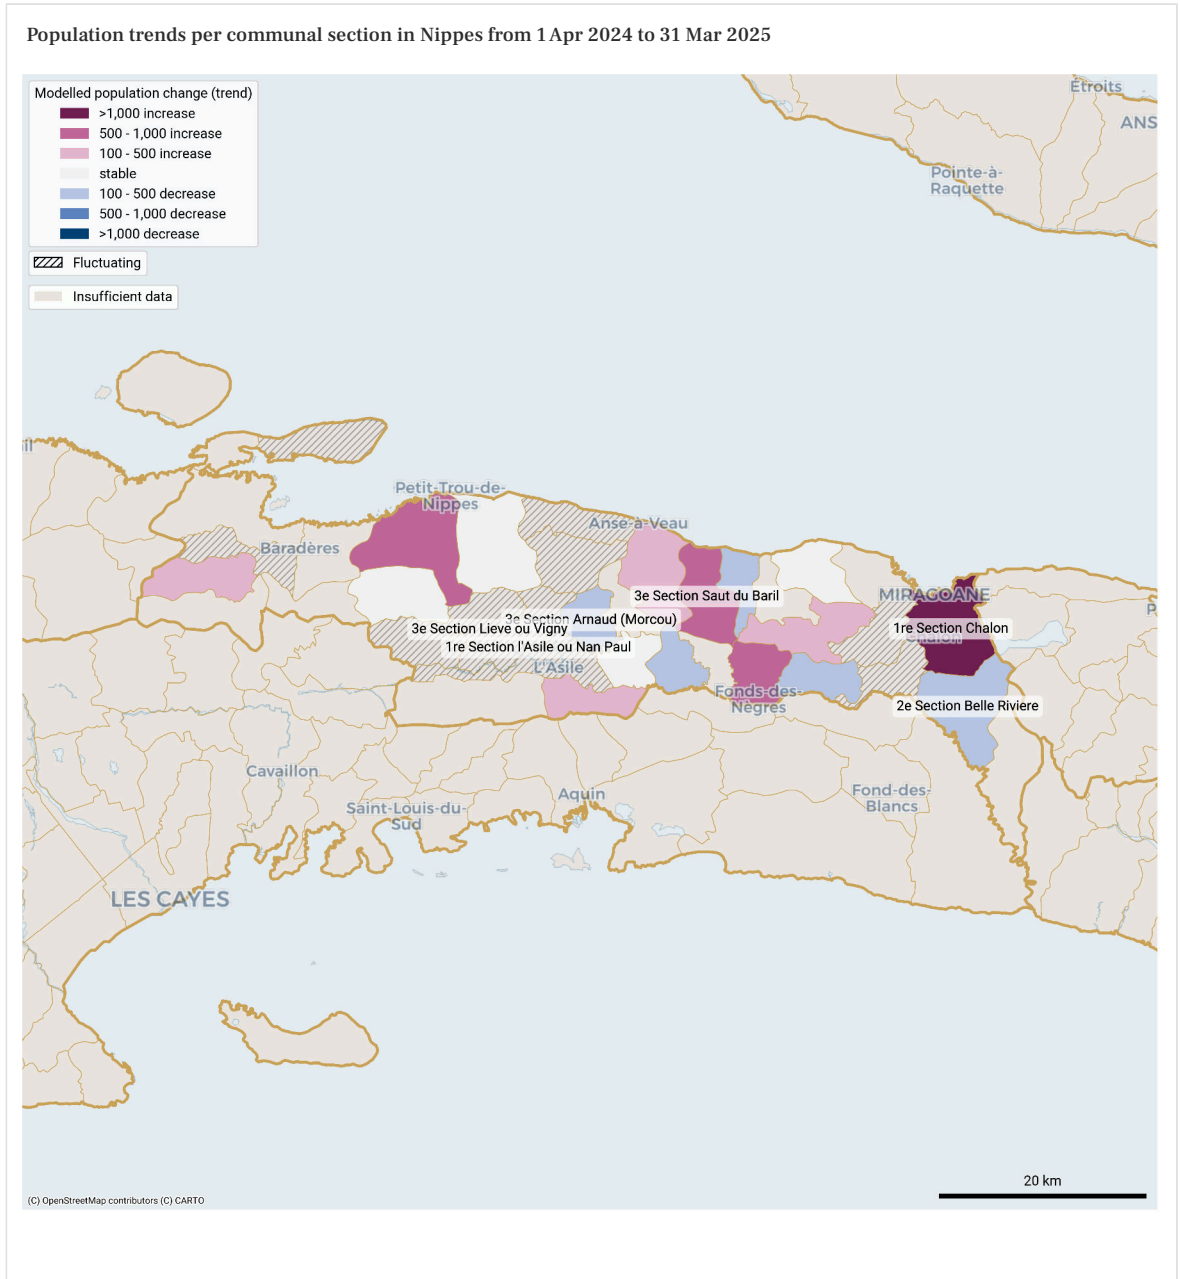 Population trends per communal section in Nippes from 1 Apr 2024 to 31 Mar 2025
Modelled population change (trend)
>1,000 increase
500 - 1,000 increase
100 - 500 increase
stable
100 - 500 decrease
500 - 1,000 decrease
>1,000 decrease
Fluctuating
Insufficient data
Étroits
ANS
Pointe-à-
Raquette
il
Petit-Trou-de-
Nippes
Anse-à-Veau
Baradères
3e Section Saut du Baril
MIRAGOANE
P
3e Section Arnaud (Morcou)
3e Section Lieve ou Vigny
1re Section Chalon
Chalon
1re Section l'Asile ou Nan Paul
L'Asile
Fonds-des-
Nègres
2e Section Belle Riviere
Cavaillon
Saint-Louis-du-
Sud
Aquin
Fond-des-
Blancs
LES CAYES
20 km
(C) OpenStreetMap contributors (C) CARTO